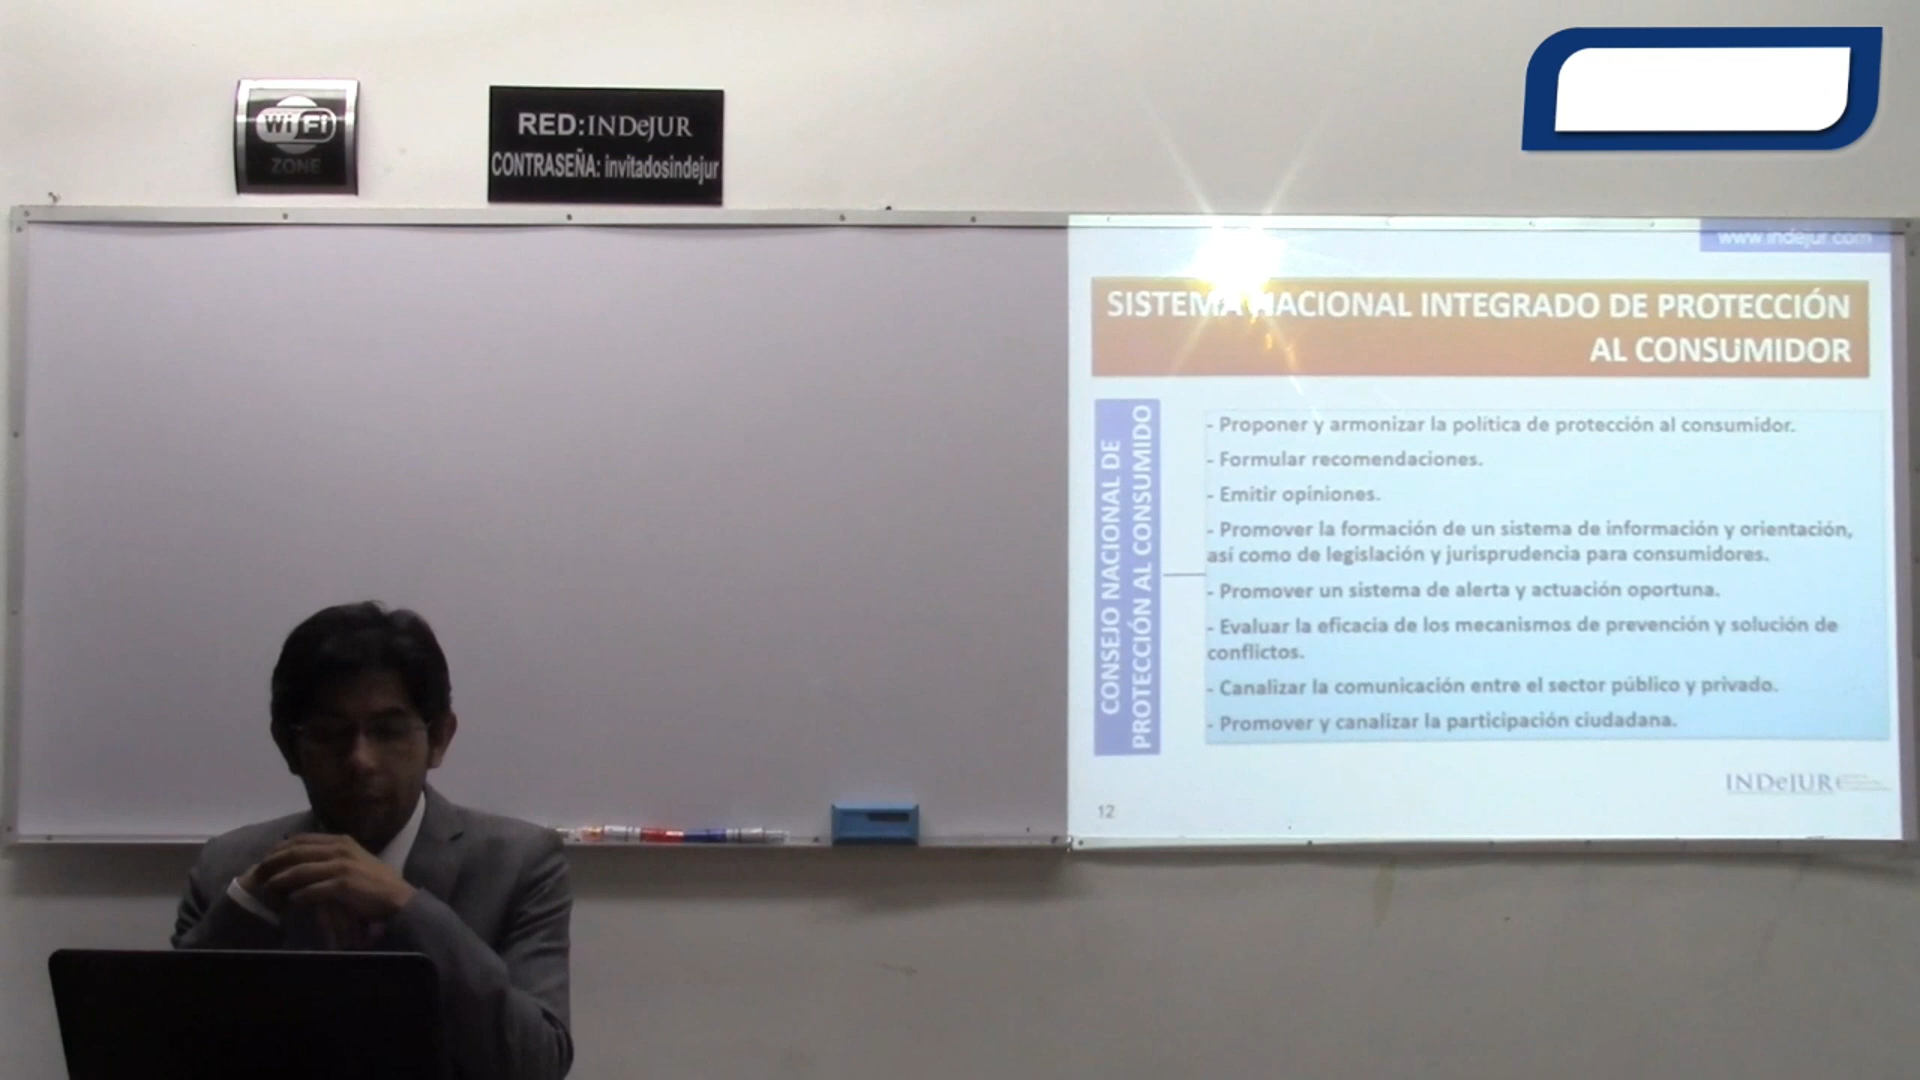 WiFi
ZONE
RED:INDeJUR
CONTRASEÑA: invitadosindejur
www.indejur.com
SISTEMA NACIONAL INTEGRADO DE PROTECCIÓN
AL CONSUMIDOR
CONSEJO NACIONAL DE
PROTECCIÓN AL CONSUMIDO
- Proponer y armonizar la política de protección al consumidor.
- Formular recomendaciones.
- Emitir opiniones.
- Promover la formación de un sistema de información y orientación,
así como de legislación y jurisprudencia para consumidores.
- Promover un sistema de alerta y actuación oportuna.
- Evaluar la eficacia de los mecanismos de prevención y solución de
conflictos.
- Canalizar la comunicación entre el sector público y privado.
- Promover y canalizar la participación ciudadana.
INDeJUR
12